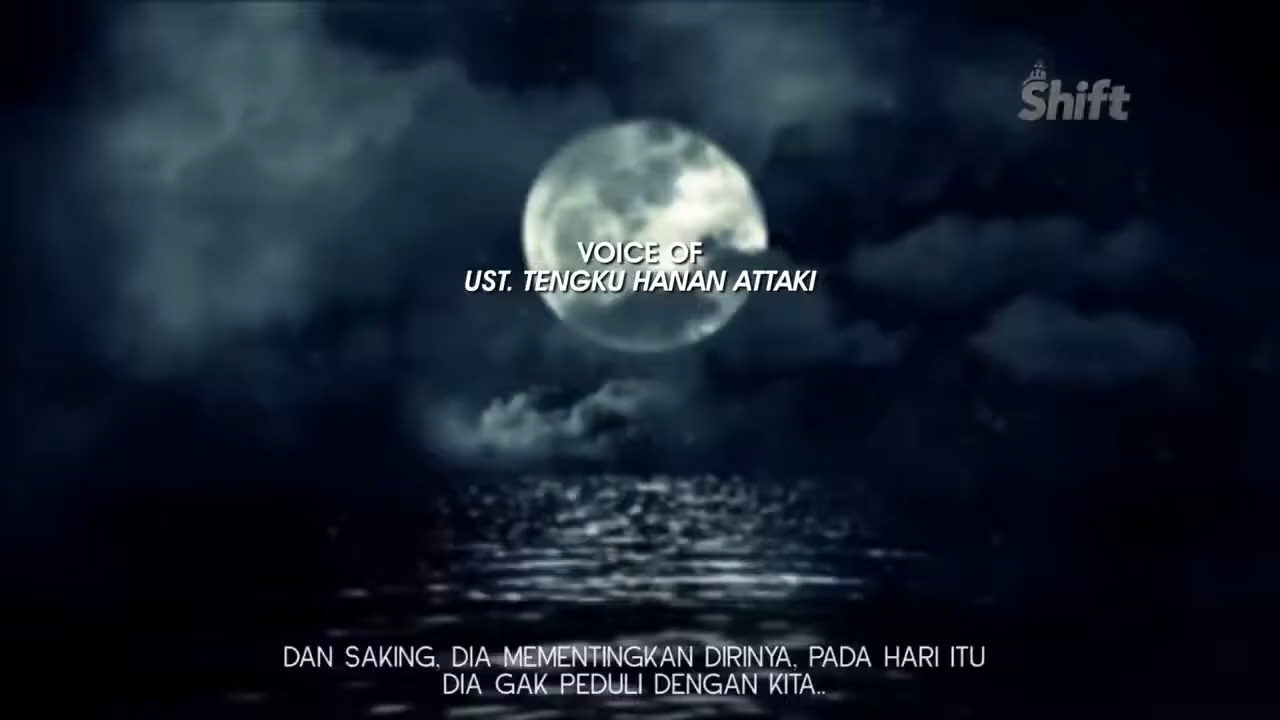 Shift
VOICE OF
UST. TENGKU HANAN ATTAKI
DAN SAKING, DIA MEMENTINGKAN DIRINYA, PADA HARI ITU
DIA GAK PEDULI DENGAN KITA..